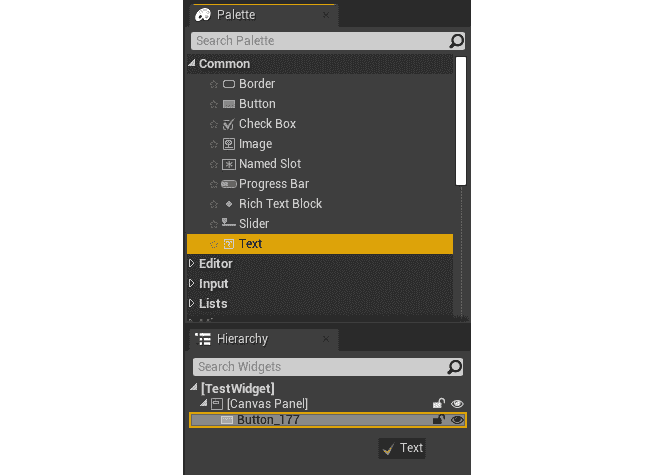 Palette
Search Palette
Common
Border
Button
Check Box
Image
Named Slot
Progress Bar
Rich Text Block
Slider
Text
Editor
Input
Lists
Hierarchy
Search Widgets
[TestWidget]
[Canvas Panel]
Button_177
Text